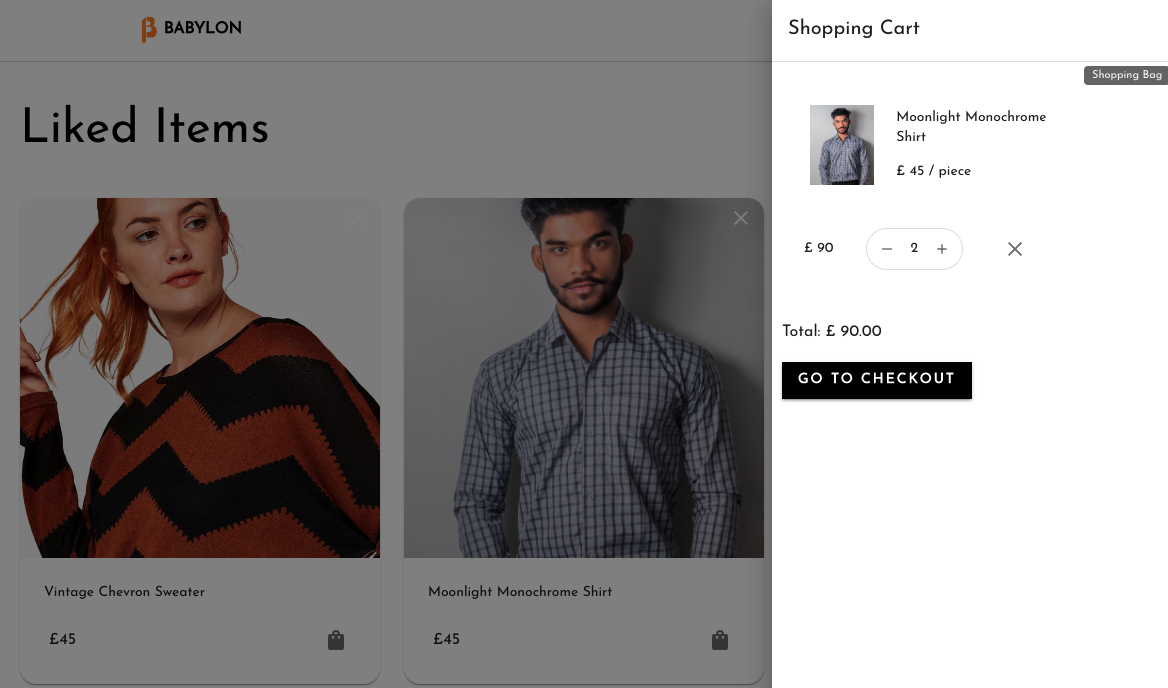 BABYLON
Shopping Cart
Shopping Bag
Liked Items
Moonlight Monochrome
Shirt
£ 45 / piece
£ 90
2
Total: £ 90.00
GO TO CHECKOUT
Vintage Chevron Sweater
£45
Moonlight Monochrome Shirt
£45